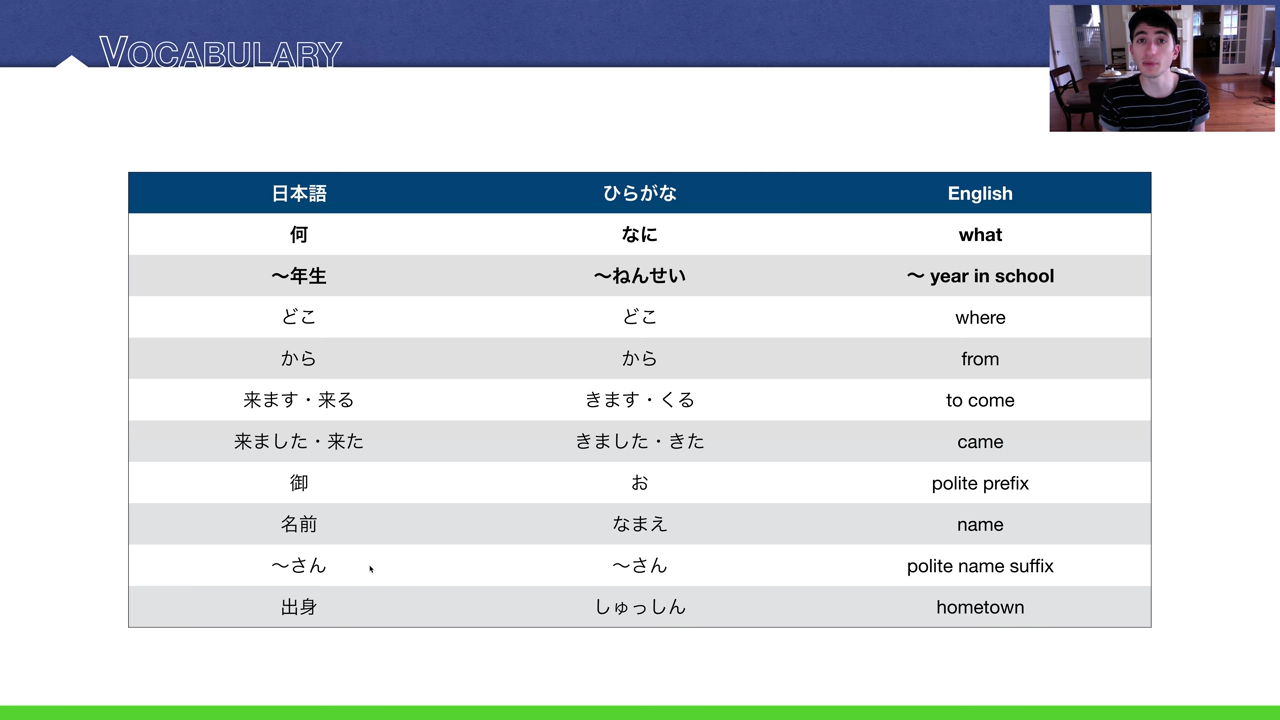 VOCABULARY
日本語 ひらがな English
何 なに what
〜年生 〜ねんせい 〜 year in school
どこ どこ where
から から from
来ます・来る きます・くる to come
来ました・来た きました・きた came
御 お polite prefix
名前 なまえ name
〜さん 〜さん polite name suffix
出身 しゅっしん hometown